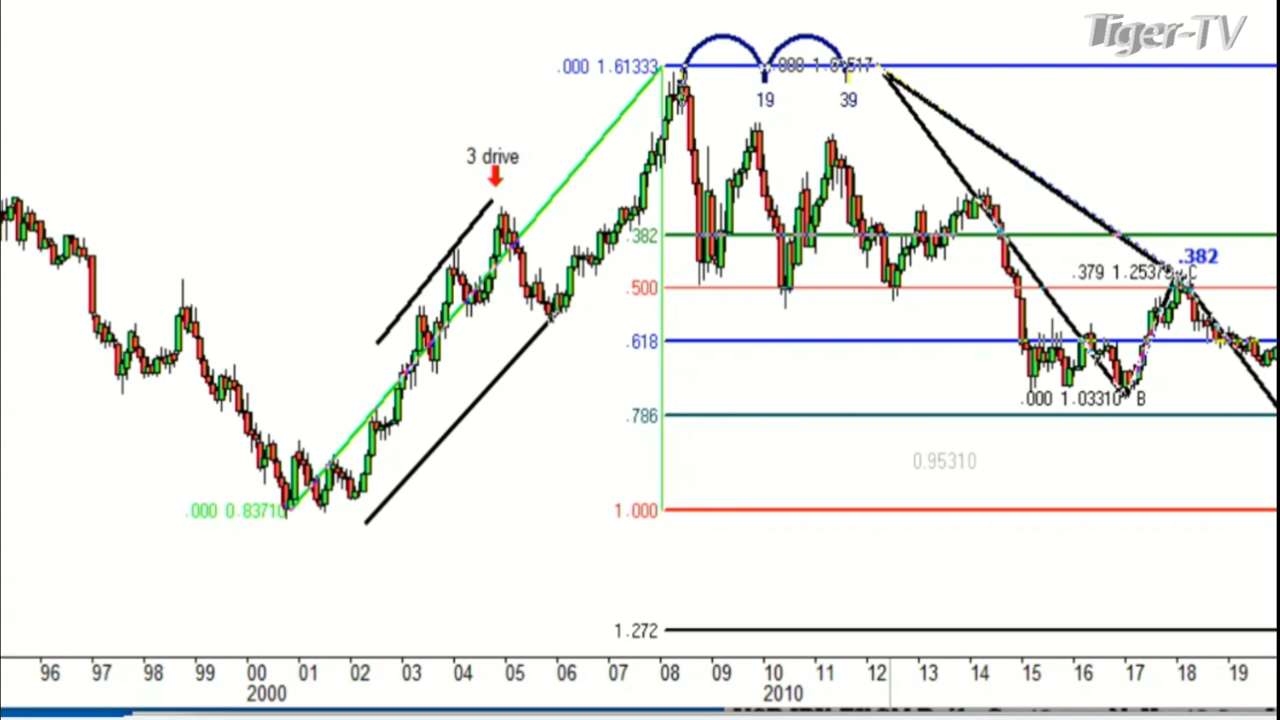 Tiger-TV
.000 1.61333
19
39
3 drive
.382
.382
.379 1.25379 C
.500
.618
.000 1.03310 B
.786
0.95310
.000 0.83710
1.000
1.272
96 97 98 99 00 01 02 03 04 05 06 07 08 09 10 11 12 13 14 15 16 17 18 19
2000 2010